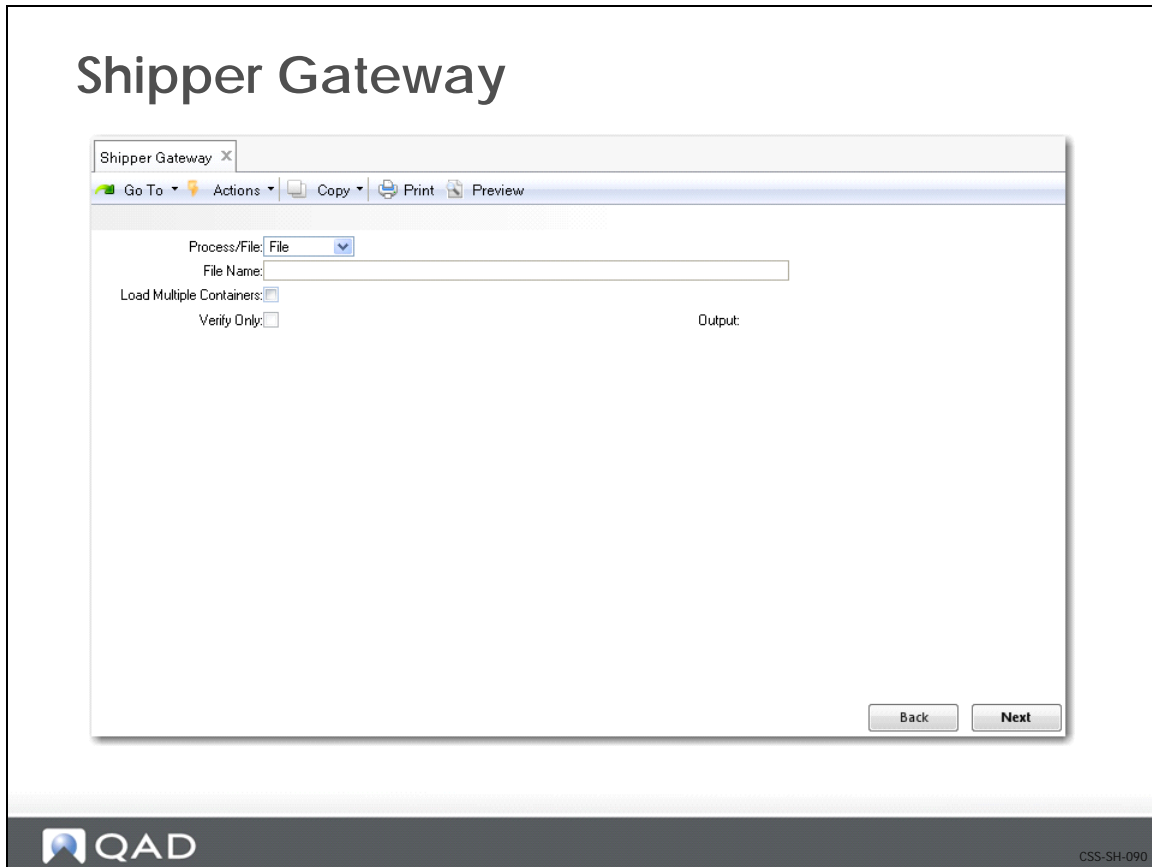 Shipper Gateway
Shipper Gateway X
Go To Actions Copy Print Preview
Process/File: File
File Name:
Load Multiple Containers:
Verify Only: Output:
Back Next
QAD
CSS-SH-090